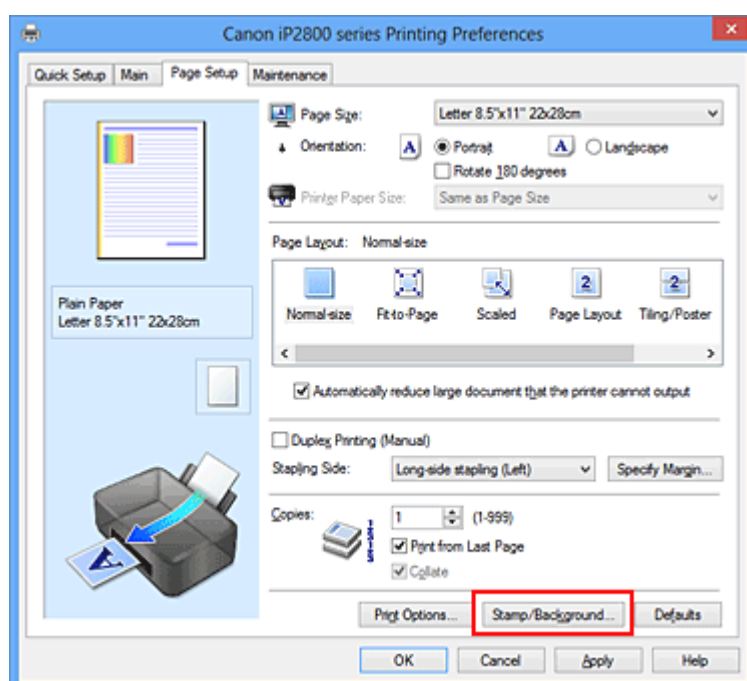 Canon iP2800 series Printing Preferences
Quick Setup Main Page Setup Maintenance
Page Size: Letter 8.5"x11" 22x28cm
Orientation: A Portrait A Landscape
Rotate 180 degrees
Printer Paper Size: Same as Page Size
Page Layout: Normal-size
2 2
Normal-size Fit-to-Page Scaled Page Layout Tiling/Poster
Plain Paper
Letter 8.5"x11" 22x28cm
Automatically reduce large document that the printer cannot output
Duplex Printing (Manual)
Stapling Side: Long-side stapling (Left) Specify Margin...
Copies: 1 (1-999)
Print from Last Page
Collate
A
Print Options... Stamp/Background... Defaults
OK Cancel Apply Help